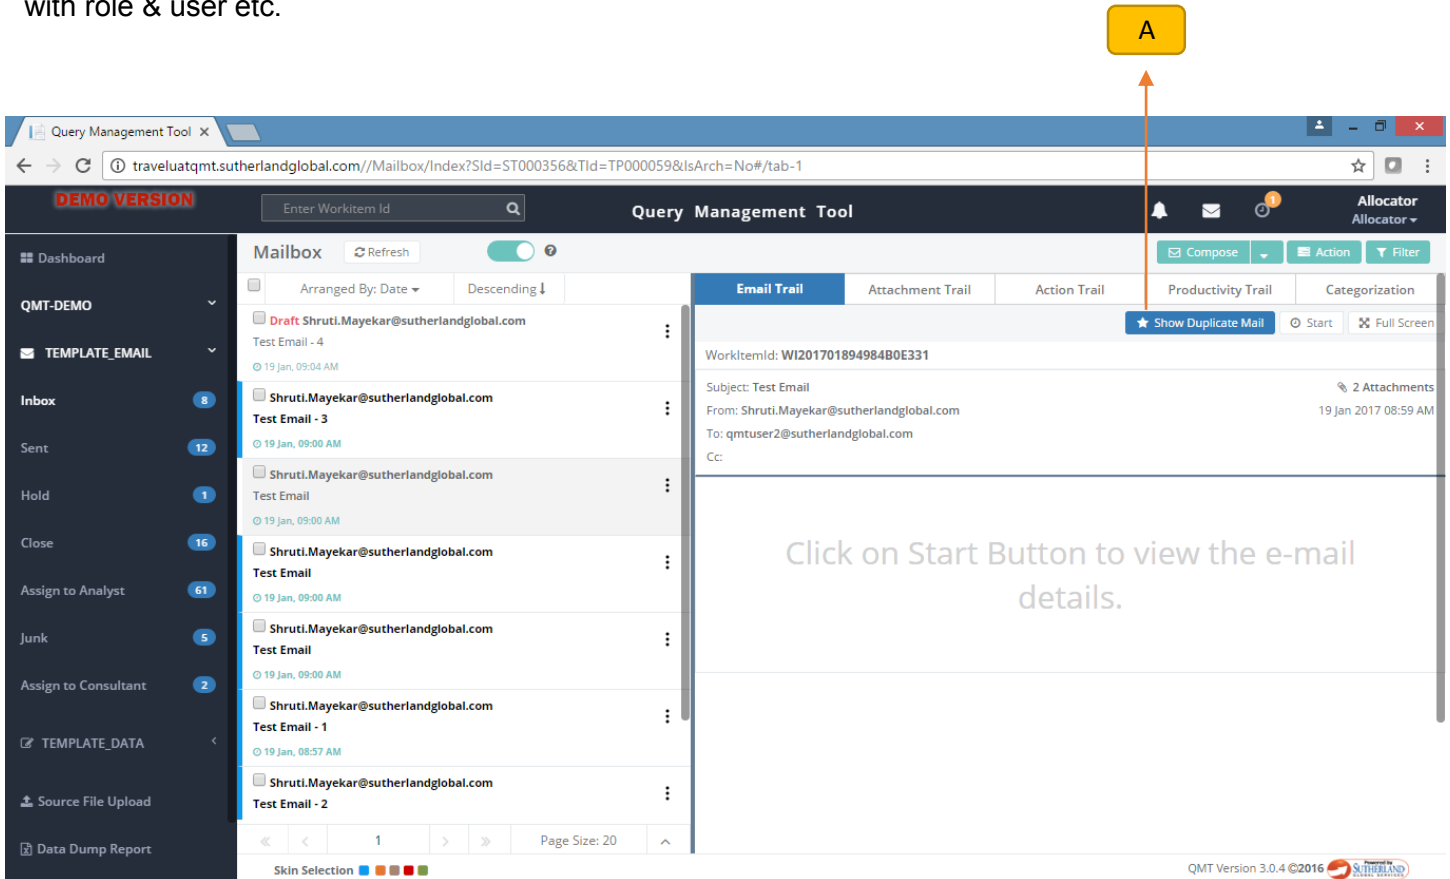 with role & user etc.
A
Query Management Tool
traveluatqmt.sutherlandglobal.com//Mailbox/Index?SId=ST000356&TId=TP000059&IsArch=No#/tab-1
DEMO VERSION
Enter Workitem Id
Query Management Tool
1
Allocator
Allocator
Dashboard
QMT-DEMO
TEMPLATE_EMAIL
Inbox 8
Sent 12
Hold 1
Close 16
Assign to Analyst 61
Junk 5
Assign to Consultant 2
TEMPLATE_DATA
Source File Upload
Data Dump Report
Mailbox Refresh
Compose Action Filter
Arranged By: Date Descending
Draft Shruti.Mayekar@sutherlandglobal.com
Test Email - 4
19 Jan, 09:04 AM
Shruti.Mayekar@sutherlandglobal.com
Test Email - 3
19 Jan, 09:00 AM
Shruti.Mayekar@sutherlandglobal.com
Test Email
19 Jan, 09:00 AM
Shruti.Mayekar@sutherlandglobal.com
Test Email
19 Jan, 09:00 AM
Shruti.Mayekar@sutherlandglobal.com
Test Email
19 Jan, 09:00 AM
Shruti.Mayekar@sutherlandglobal.com
Test Email - 1
19 Jan, 08:57 AM
Shruti.Mayekar@sutherlandglobal.com
Test Email - 2
1 Page Size: 20
Email Trail Attachment Trail Action Trail Productivity Trail Categorization
Show Duplicate Mail Start Full Screen
WorkItemId: WI201701894984B0E331
Subject: Test Email 2 Attachments
From: Shruti.Mayekar@sutherlandglobal.com 19 Jan 2017 08:59 AM
To: qmtuser2@sutherlandglobal.com
Cc:
Click on Start Button to view the e-mail
details.
Skin Selection
QMT Version 3.0.4 ©2016
Powered by
SUTHERLAND
GLOBAL SERVICES